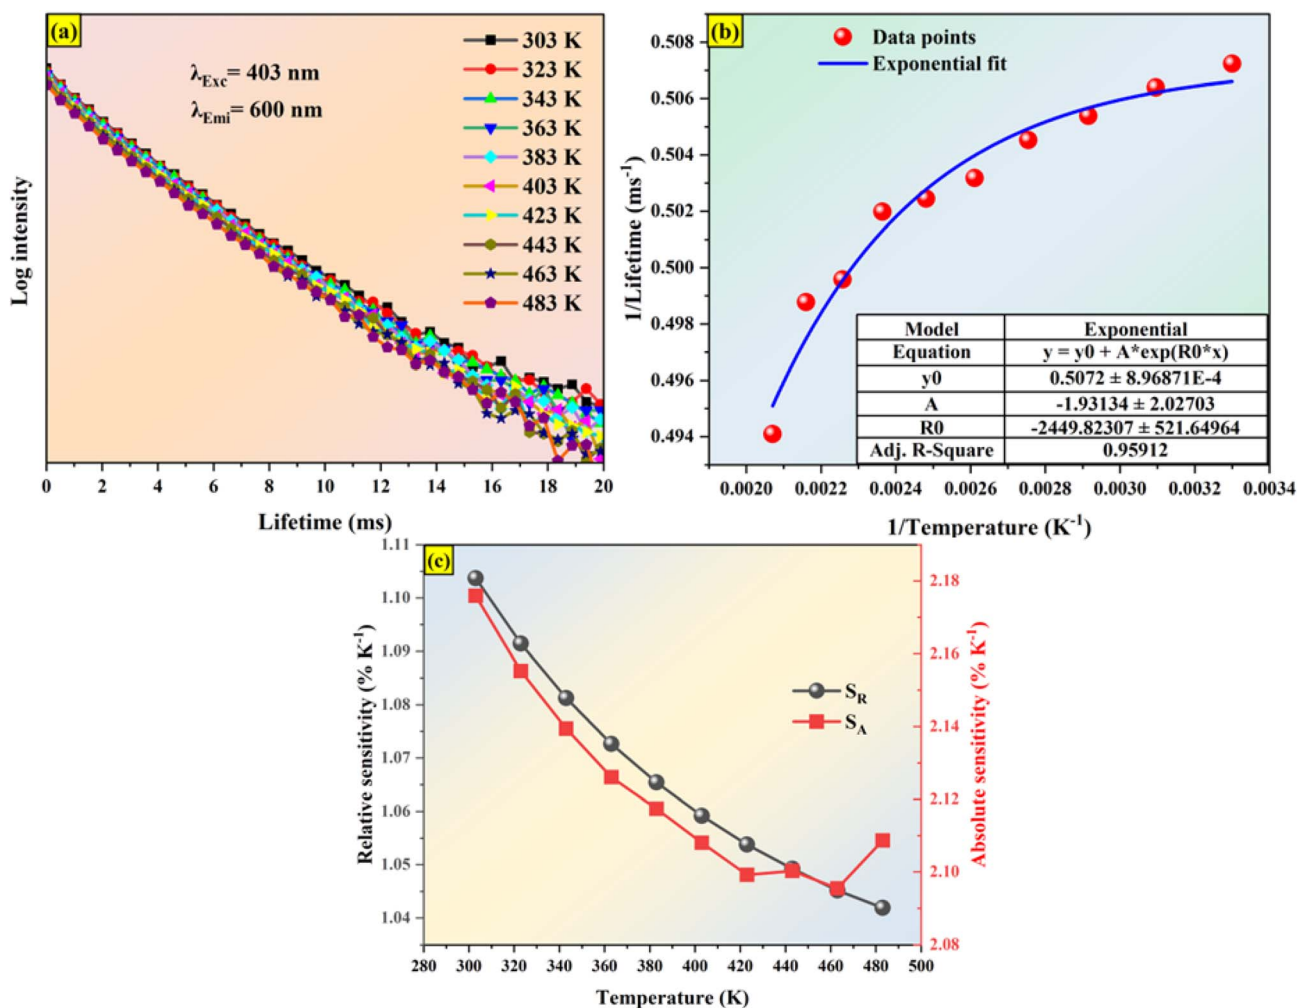 (a)
λExc= 403 nm
λEmi= 600 nm
303 K
323 K
343 K
363 K
383 K
403 K
423 K
443 K
463 K
483 K
Log intensity
0 2 4 6 8 10 12 14 16 18 20
Lifetime (ms)
(b)
Data points
Exponential fit
0.508
0.506
0.504
0.502
0.500
0.498
0.496
0.494
1/Lifetime (ms⁻¹)
Model Exponential
Equation y = y0 + A*exp(R0*x)
y0 0.5072 ± 8.96871E-4
A -1.93134 ± 2.02703
R0 -2449.82307 ± 521.64964
Adj. R-Square 0.95912
0.0020 0.0022 0.0024 0.0026 0.0028 0.0030 0.0032 0.0034
1/Temperature (K⁻¹)
(c)
1.11
1.10
1.09
1.08
1.07
1.06
1.05
1.04
Relative sensitivity (% K⁻¹)
SR
SA
2.18
2.16
2.14
2.12
2.10
2.08
Absolute sensitivity (% K⁻¹)
280 300 320 340 360 380 400 420 440 460 480 500
Temperature (K)